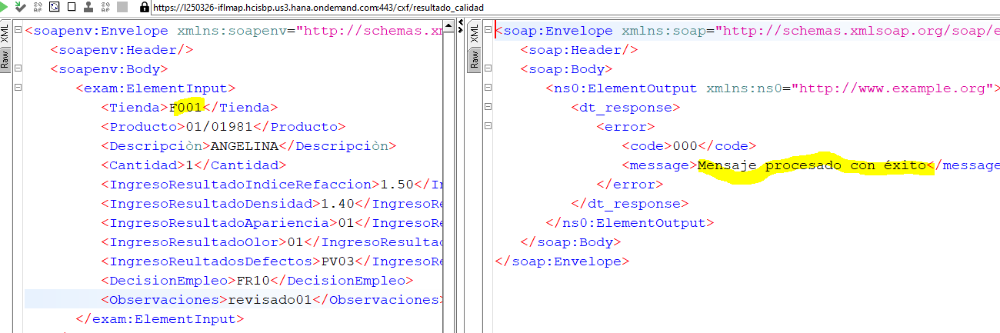 https://l250326-iflmap.hcisbp.us3.hana.ondemand.com:443/cxf/resultado_calidad
XML
Raw
<soapenv:Envelope xmlns:soapenv="http://schemas.xm
<soapenv:Header/>
<soapenv:Body>
<exam:ElementInput>
<Tienda>F001</Tienda>
<Producto>01/01981</Producto>
<Descripciòn>ANGELINA</Descripciòn>
<Cantidad>1</Cantidad>
<IngresoResultadoIndiceRefaccion>1.50</In
<IngresoResultadoDensidad>1.40</IngresoRes
<IngresoResultadoApariencia>01</IngresoRes
<IngresoResultadoOlor>01</IngresoResultado
<IngresoReultadosDefectos>PV03</IngresoRe
<DecisionEmpleo>FR10</DecisionEmpleo>
<Observaciones>revisado01</Observaciones>
</exam:ElementInput>
XML
Raw
<soap:Envelope xmlns:soap="http://schemas.xmlsoap.org/soap/e
<soap:Header/>
<soap:Body>
<ns0:ElementOutput xmlns:ns0="http://www.example.org">
<dt_response>
<error>
<code>000</code>
<message>Mensaje procesado con éxito</message
</error>
</dt_response>
</ns0:ElementOutput>
</soap:Body>
</soap:Envelope>